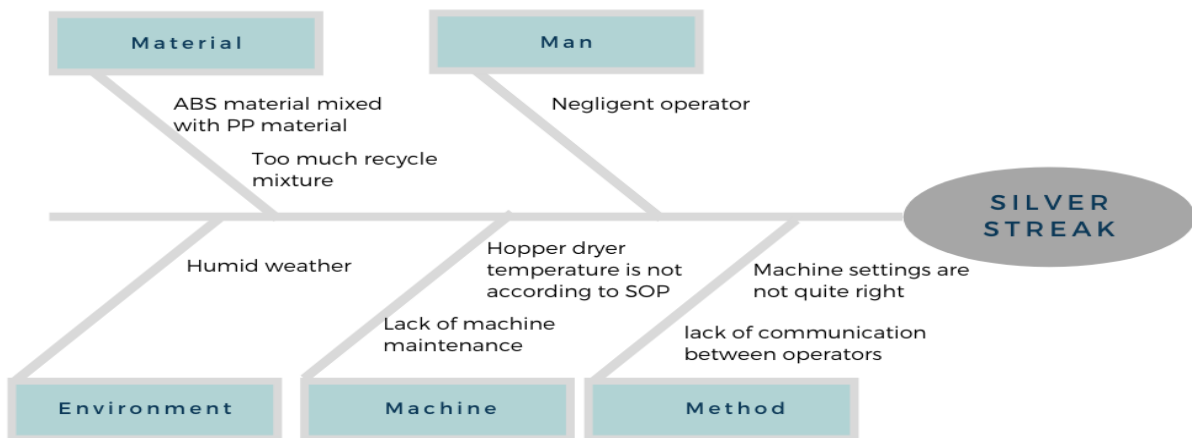 Material
Man
ABS material mixed
with PP material
Negligent operator
Too much recycle
mixture
SILVER
STREAK
Humid weather
Hopper dryer
temperature is not
according to SOP
Machine settings are
not quite right
Lack of machine
maintenance
lack of communication
between operators
Environment
Machine
Method